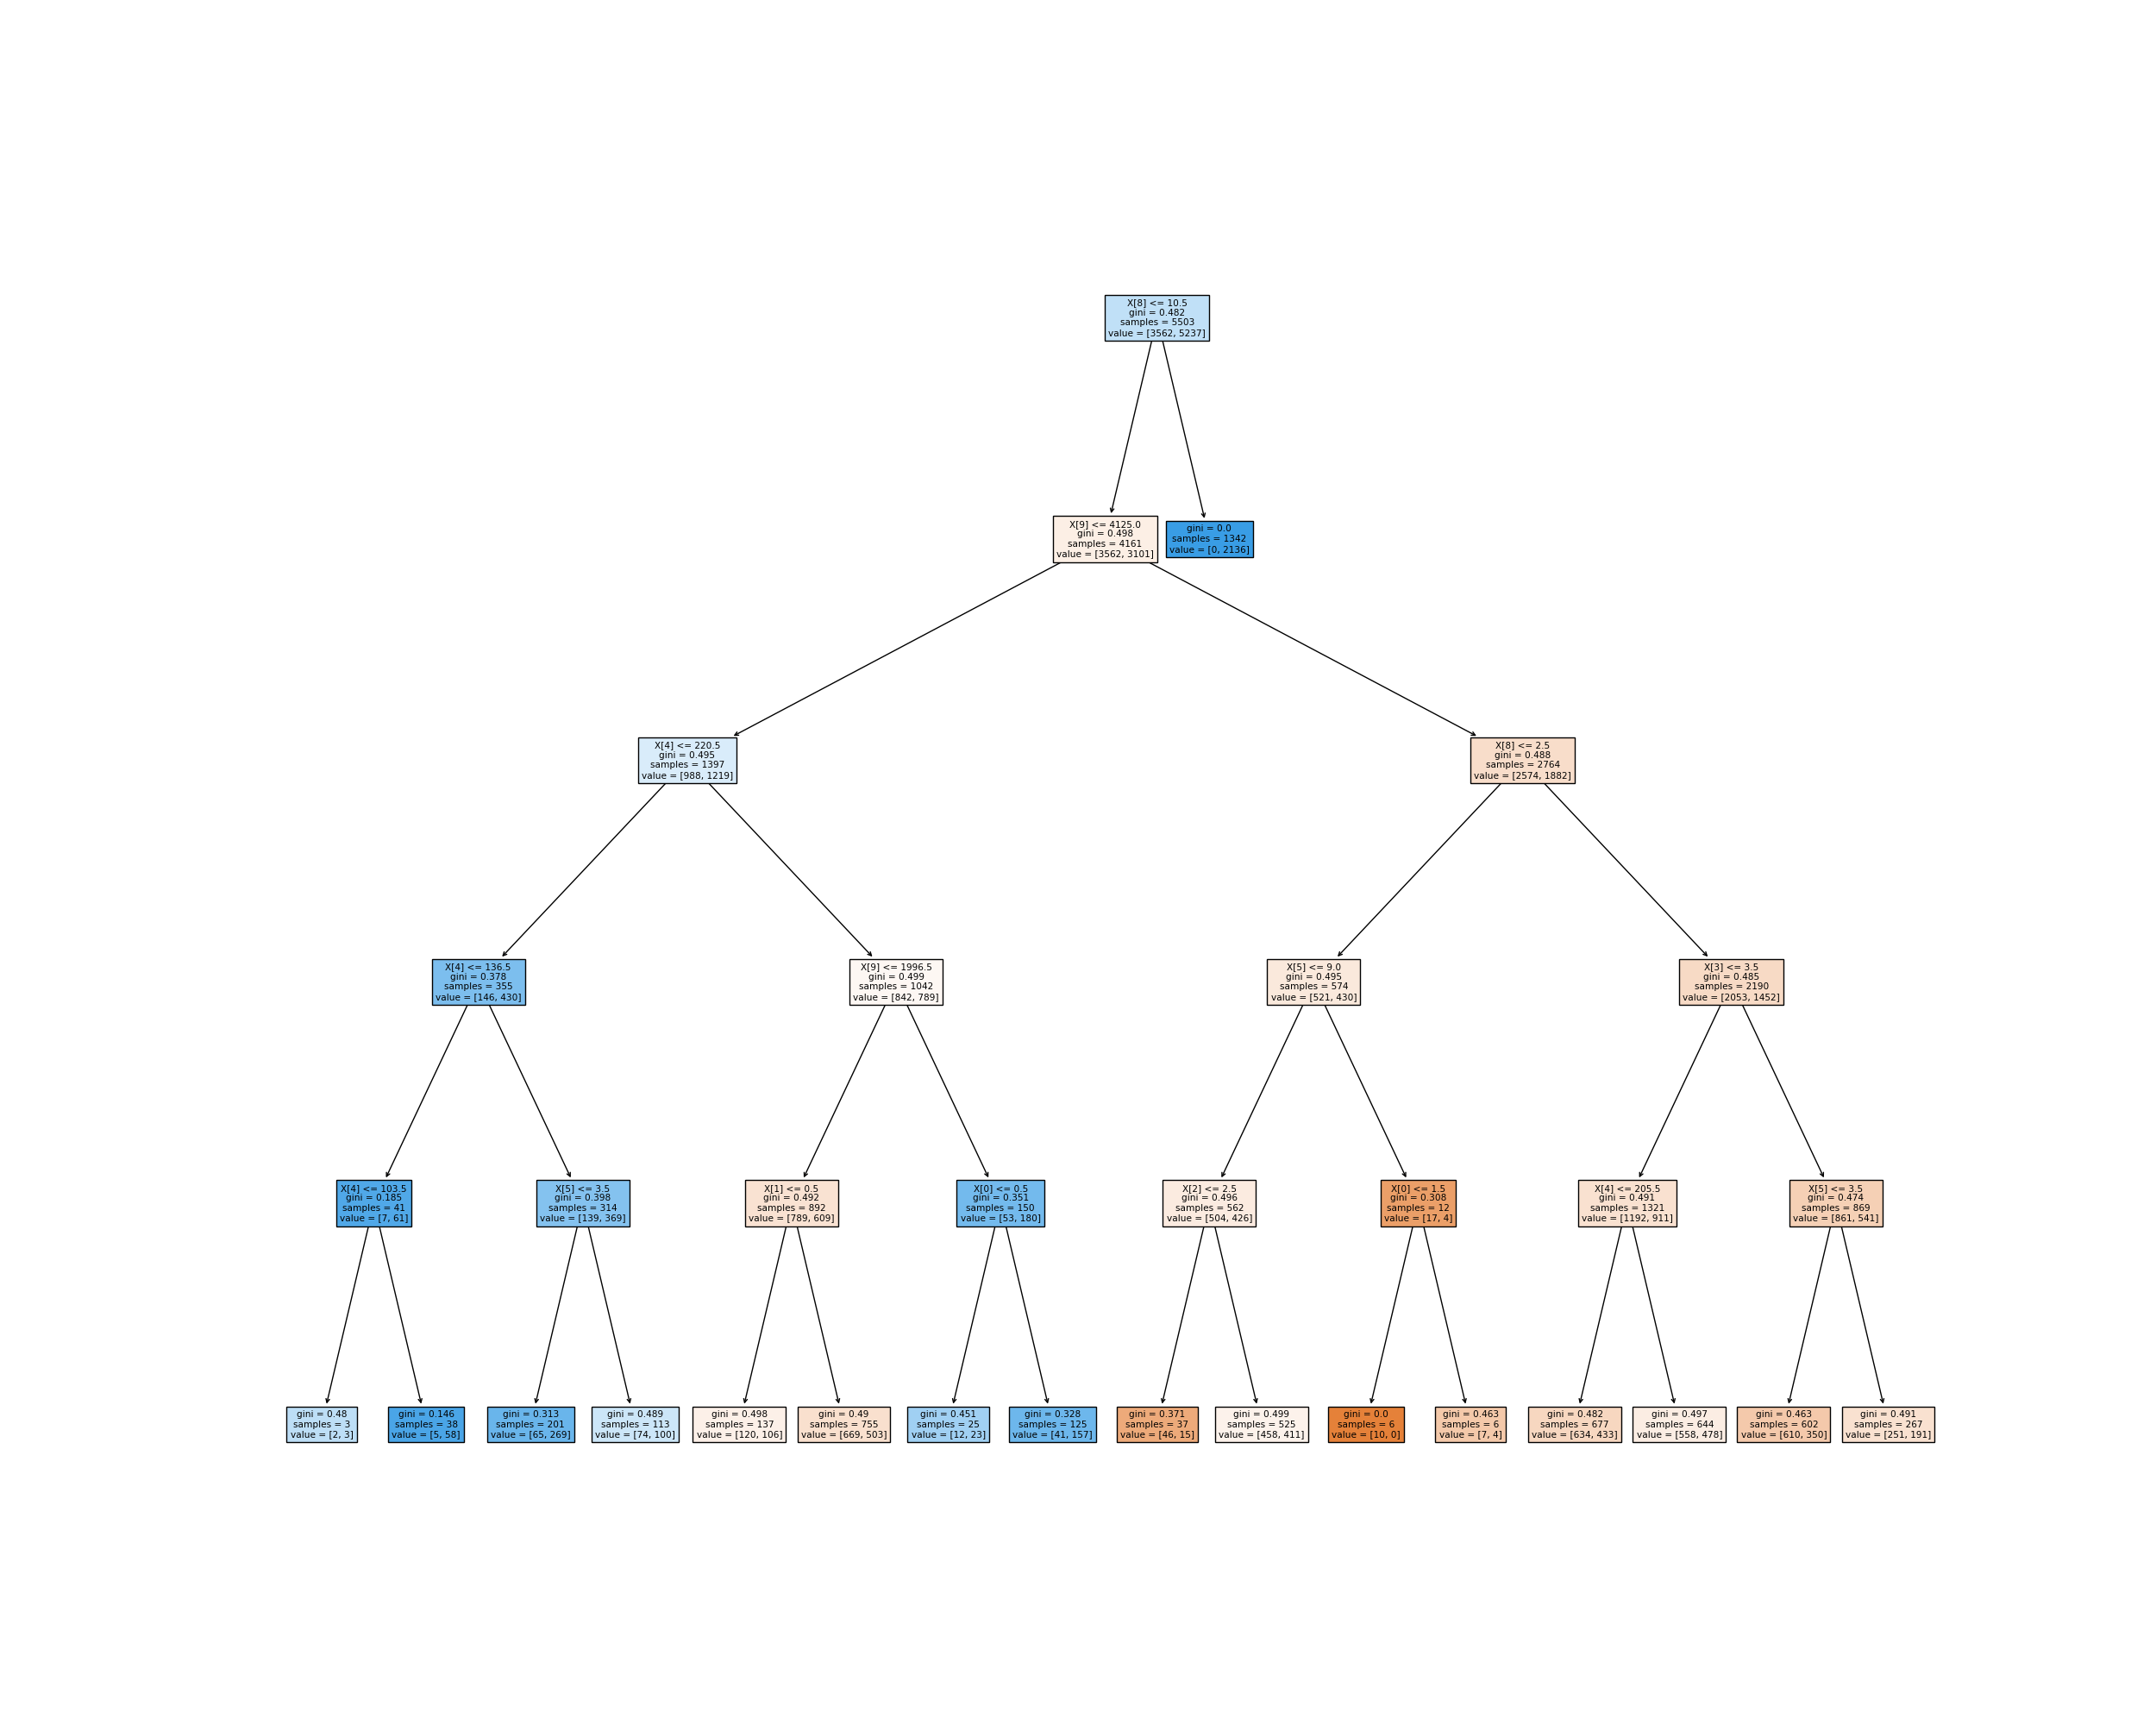 X[8] <= 10.5
gini = 0.482
samples = 5503
value = [3562, 5237]
X[9] <= 4125.0
gini = 0.498
samples = 4161
value = [3562, 3101]
gini = 0.0
samples = 1342
value = [0, 2136]
X[4] <= 220.5
gini = 0.495
samples = 1397
value = [988, 1219]
X[8] <= 2.5
gini = 0.488
samples = 2764
value = [2574, 1882]
X[4] <= 136.5
gini = 0.378
samples = 355
value = [146, 430]
X[9] <= 1996.5
gini = 0.499
samples = 1042
value = [842, 789]
X[5] <= 9.0
gini = 0.495
samples = 574
value = [521, 430]
X[3] <= 3.5
gini = 0.485
samples = 2190
value = [2053, 1452]
X[4] <= 103.5
gini = 0.185
samples = 41
value = [7, 61]
X[5] <= 3.5
gini = 0.398
samples = 314
value = [139, 369]
X[1] <= 0.5
gini = 0.492
samples = 892
value = [789, 609]
X[0] <= 0.5
gini = 0.351
samples = 150
value = [53, 180]
X[2] <= 2.5
gini = 0.496
samples = 562
value = [504, 426]
X[0] <= 1.5
gini = 0.308
samples = 12
value = [17, 4]
X[4] <= 205.5
gini = 0.491
samples = 1321
value = [1192, 911]
X[5] <= 3.5
gini = 0.474
samples = 869
value = [861, 541]
gini = 0.48
samples = 3
value = [2, 3]
gini = 0.146
samples = 38
value = [5, 58]
gini = 0.313
samples = 201
value = [65, 269]
gini = 0.489
samples = 113
value = [74, 100]
gini = 0.498
samples = 137
value = [120, 106]
gini = 0.49
samples = 755
value = [669, 503]
gini = 0.451
samples = 25
value = [12, 23]
gini = 0.328
samples = 125
value = [41, 157]
gini = 0.371
samples = 37
value = [46, 15]
gini = 0.499
samples = 525
value = [458, 411]
gini = 0.0
samples = 6
value = [10, 0]
gini = 0.463
samples = 6
value = [7, 4]
gini = 0.482
samples = 677
value = [634, 433]
gini = 0.497
samples = 644
value = [558, 478]
gini = 0.463
samples = 602
value = [610, 350]
gini = 0.491
samples = 267
value = [251, 191]